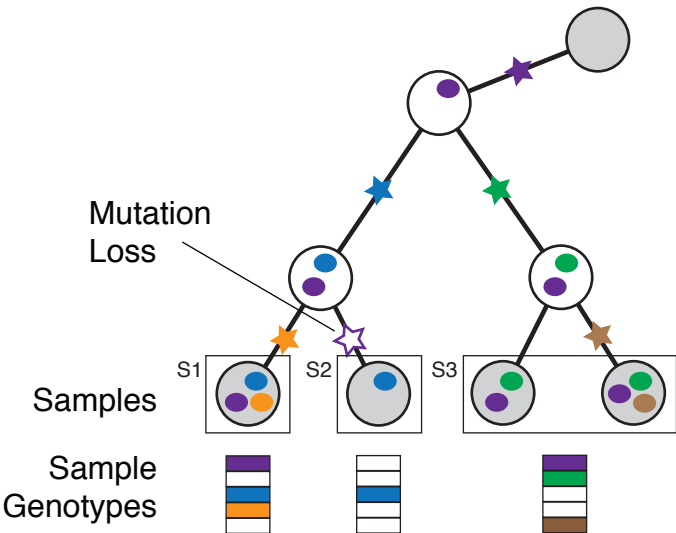 Mutation
Loss
S1
S2
S3
Samples
Sample
Genotypes